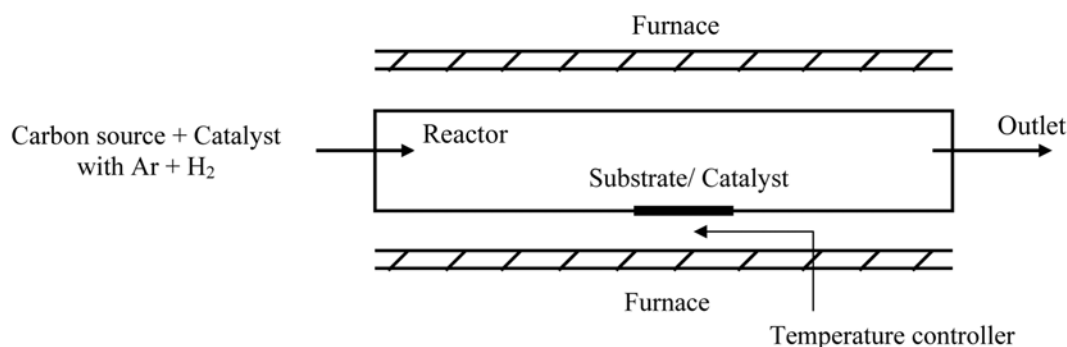 Furnace
Carbon source + Catalyst
with Ar + H₂
Reactor
Outlet
Substrate/ Catalyst
Furnace
Temperature controller